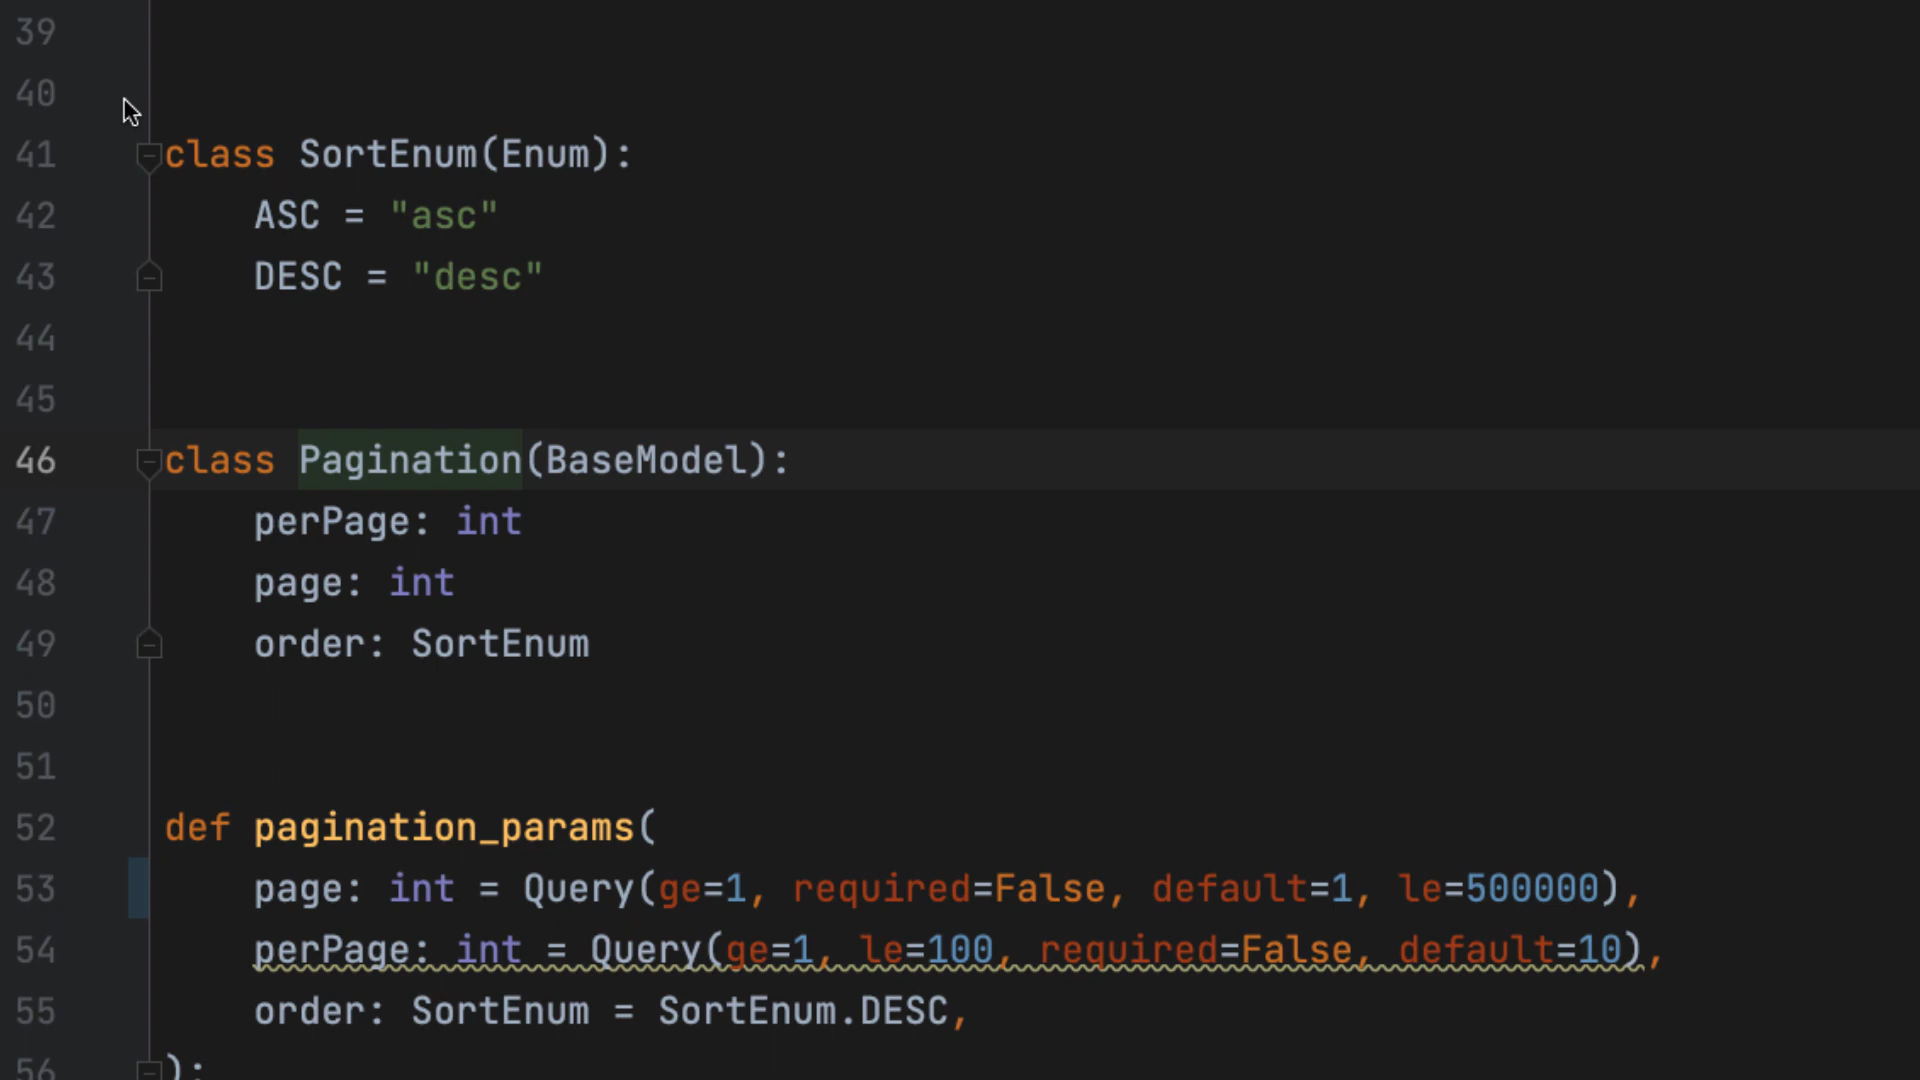 39
40
41 class SortEnum(Enum):
42     ASC = "asc"
43     DESC = "desc"
44
45
46 class Pagination(BaseModel):
47     perPage: int
48     page: int
49     order: SortEnum
50
51
52 def pagination_params(
53     page: int = Query(ge=1, required=False, default=1, le=500000),
54     perPage: int = Query(ge=1, le=100, required=False, default=10),
55     order: SortEnum = SortEnum.DESC,
56 ):